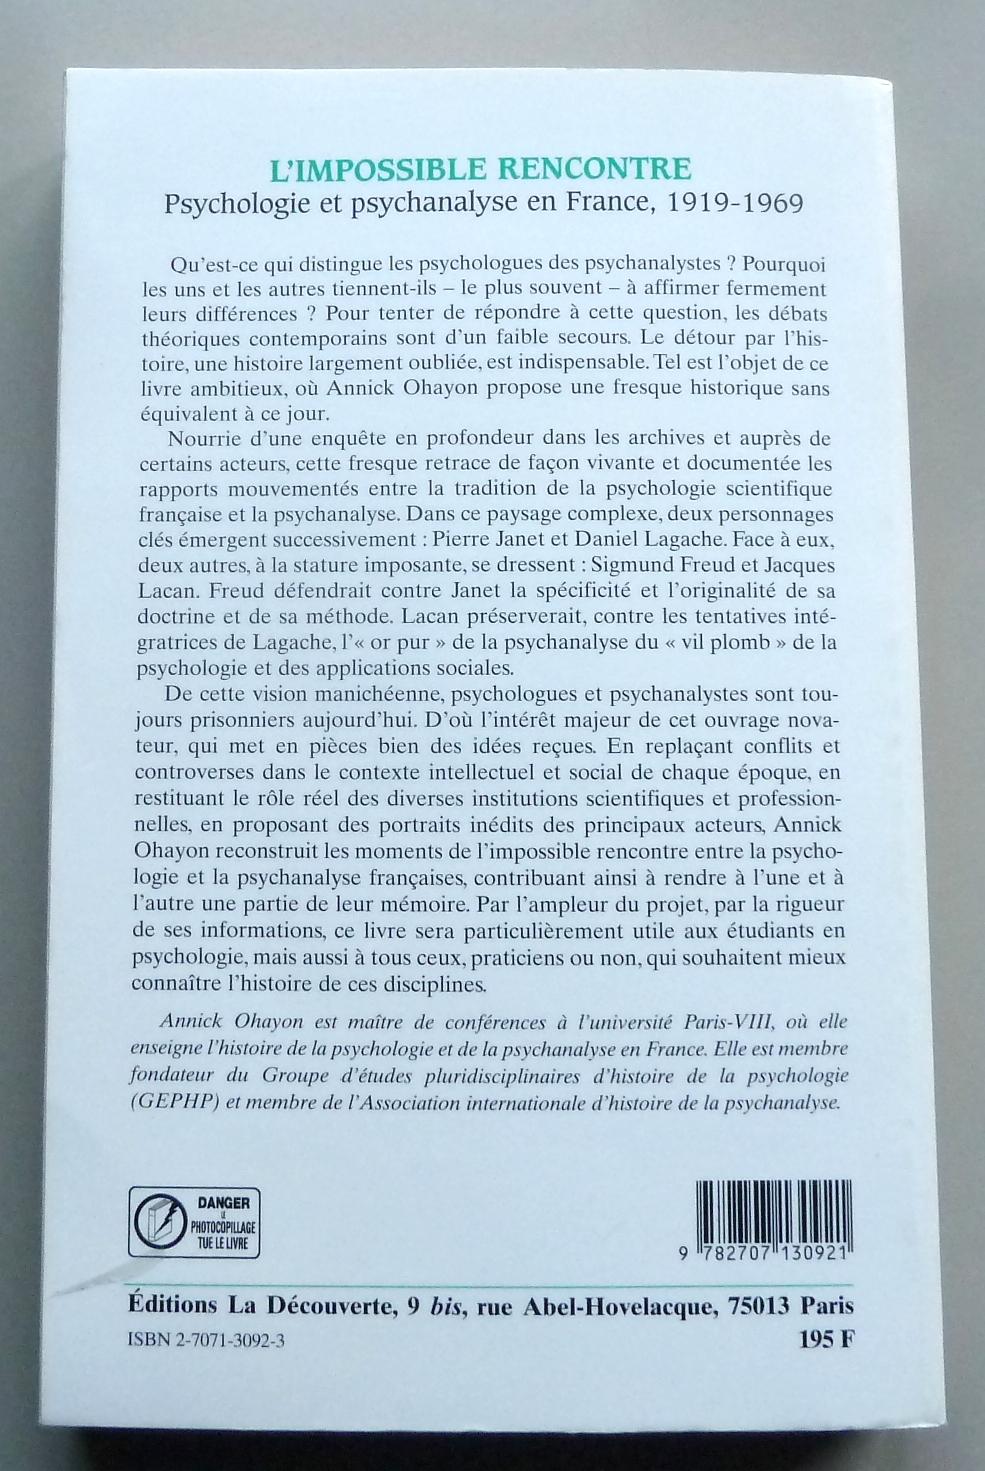 L'IMPOSSIBLE RENCONTRE
Psychologie et psychanalyse en France, 1919-1969
Qu'est-ce qui distingue les psychologues des psychanalystes ? Pourquoi
les uns et les autres tiennent-ils – le plus souvent – à affirmer fermement
leurs différences ? Pour tenter de répondre à cette question, les débats
théoriques contemporains sont d'un faible secours. Le détour par l'his-
toire, une histoire largement oubliée, est indispensable. Tel est l'objet de ce
livre ambitieux, où Annick Ohayon propose une fresque historique sans
équivalent à ce jour.
Nourrie d'une enquête en profondeur dans les archives et auprès de
certains acteurs, cette fresque retrace de façon vivante et documentée les
rapports mouvementés entre la tradition de la psychologie scientifique
française et la psychanalyse. Dans ce paysage complexe, deux personnages
clés émergent successivement : Pierre Janet et Daniel Lagache. Face à eux,
deux autres, à la stature imposante, se dressent : Sigmund Freud et Jacques
Lacan. Freud défendrait contre Janet la spécificité et l'originalité de sa
doctrine et de sa méthode. Lacan préserverait, contre les tentatives inté-
gratrices de Lagache, l'« or pur » de la psychanalyse du « vil plomb » de la
psychologie et des applications sociales.
De cette vision manichéenne, psychologues et psychanalystes sont tou-
jours prisonniers aujourd'hui. D'où l'intérêt majeur de cet ouvrage nova-
teur, qui met en pièces bien des idées reçues. En replaçant conflits et
controverses dans le contexte intellectuel et social de chaque époque, en
restituant le rôle réel des diverses institutions scientifiques et profession-
nelles, en proposant des portraits inédits des principaux acteurs, Annick
Ohayon reconstruit les moments de l'impossible rencontre entre la psycho-
logie et la psychanalyse françaises, contribuant ainsi à rendre à l'une et à
l'autre une partie de leur mémoire. Par l'ampleur du projet, par la rigueur
de ses informations, ce livre sera particulièrement utile aux étudiants en
psychologie, mais aussi à tous ceux, praticiens ou non, qui souhaitent mieux
connaître l'histoire de ces disciplines.
Annick Ohayon est maître de conférences à l'université Paris-VIII, où elle
enseigne l'histoire de la psychologie et de la psychanalyse en France. Elle est membre
fondateur du Groupe d'études pluridisciplinaires d'histoire de la psychologie
(GEPHP) et membre de l'Association internationale d'histoire de la psychanalyse.
DANGER
LE
PHOTOCOPILLAGE
TUE LE LIVRE
9 782707 130921
Éditions La Découverte, 9 bis, rue Abel-Hovelacque, 75013 Paris
ISBN 2-7071-3092-3
195 F